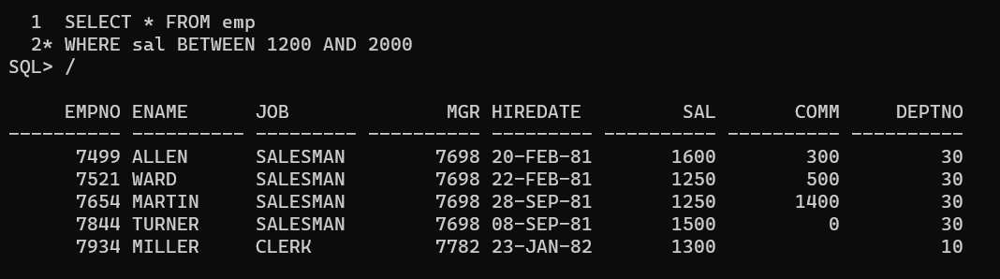 1  SELECT * FROM emp
  2* WHERE sal BETWEEN 1200 AND 2000
SQL> /

     EMPNO ENAME      JOB              MGR HIREDATE         SAL       COMM     DEPTNO
---------- ---------- --------- ---------- --------- ---------- ---------- ----------
      7499 ALLEN      SALESMAN        7698 20-FEB-81       1600        300         30
      7521 WARD       SALESMAN        7698 22-FEB-81       1250        500         30
      7654 MARTIN     SALESMAN        7698 28-SEP-81       1250       1400         30
      7844 TURNER     SALESMAN        7698 08-SEP-81       1500          0         30
      7934 MILLER     CLERK           7782 23-JAN-82       1300                    10